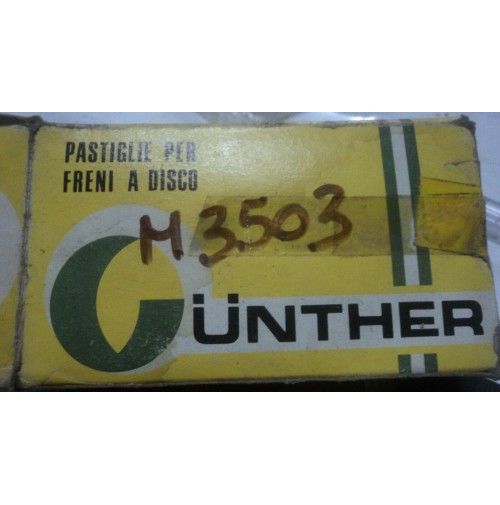 PASTIGLIE PER
FRENI A DISCO
M 3503
GÜNTHER